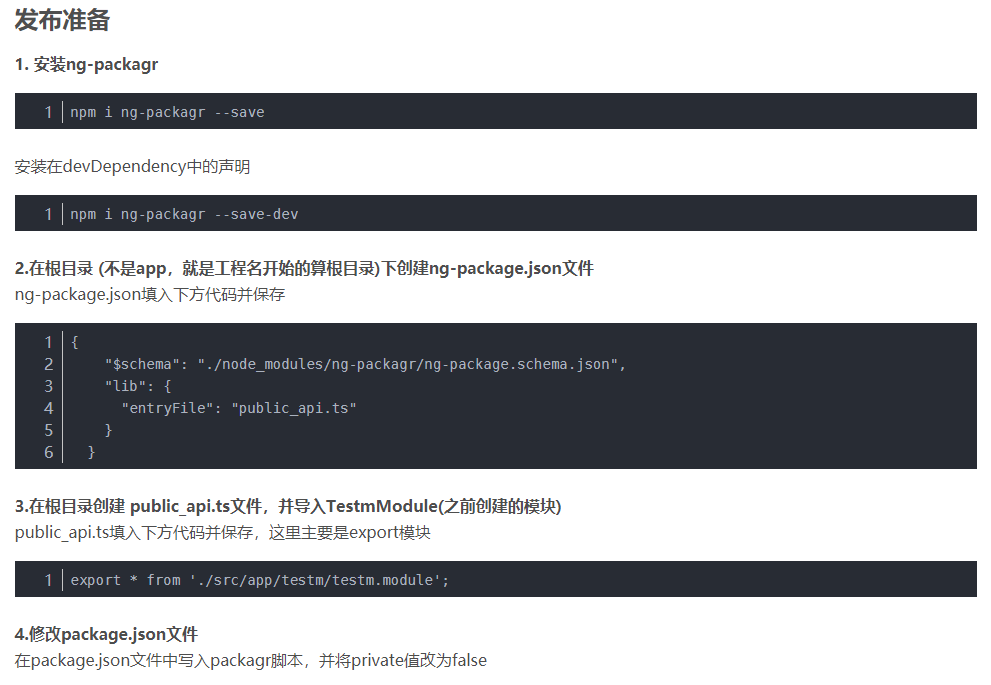 发布准备
1. 安装ng-packagr
1 npm i ng-packagr --save
安装在devDependency中的声明
1 npm i ng-packagr --save-dev
2.在根目录 (不是app，就是工程名开始的算根目录)下创建ng-package.json文件
ng-package.json填入下方代码并保存
1 {
2     "$schema": "./node_modules/ng-packagr/ng-package.schema.json",
3     "lib": {
4       "entryFile": "public_api.ts"
5     }
6   }
3.在根目录创建 public_api.ts文件，并导入TestmModule(之前创建的模块)
public_api.ts填入下方代码并保存，这里主要是export模块
1 export * from './src/app/testm/testm.module';
4.修改package.json文件
在package.json文件中写入packagr脚本，并将private值改为false